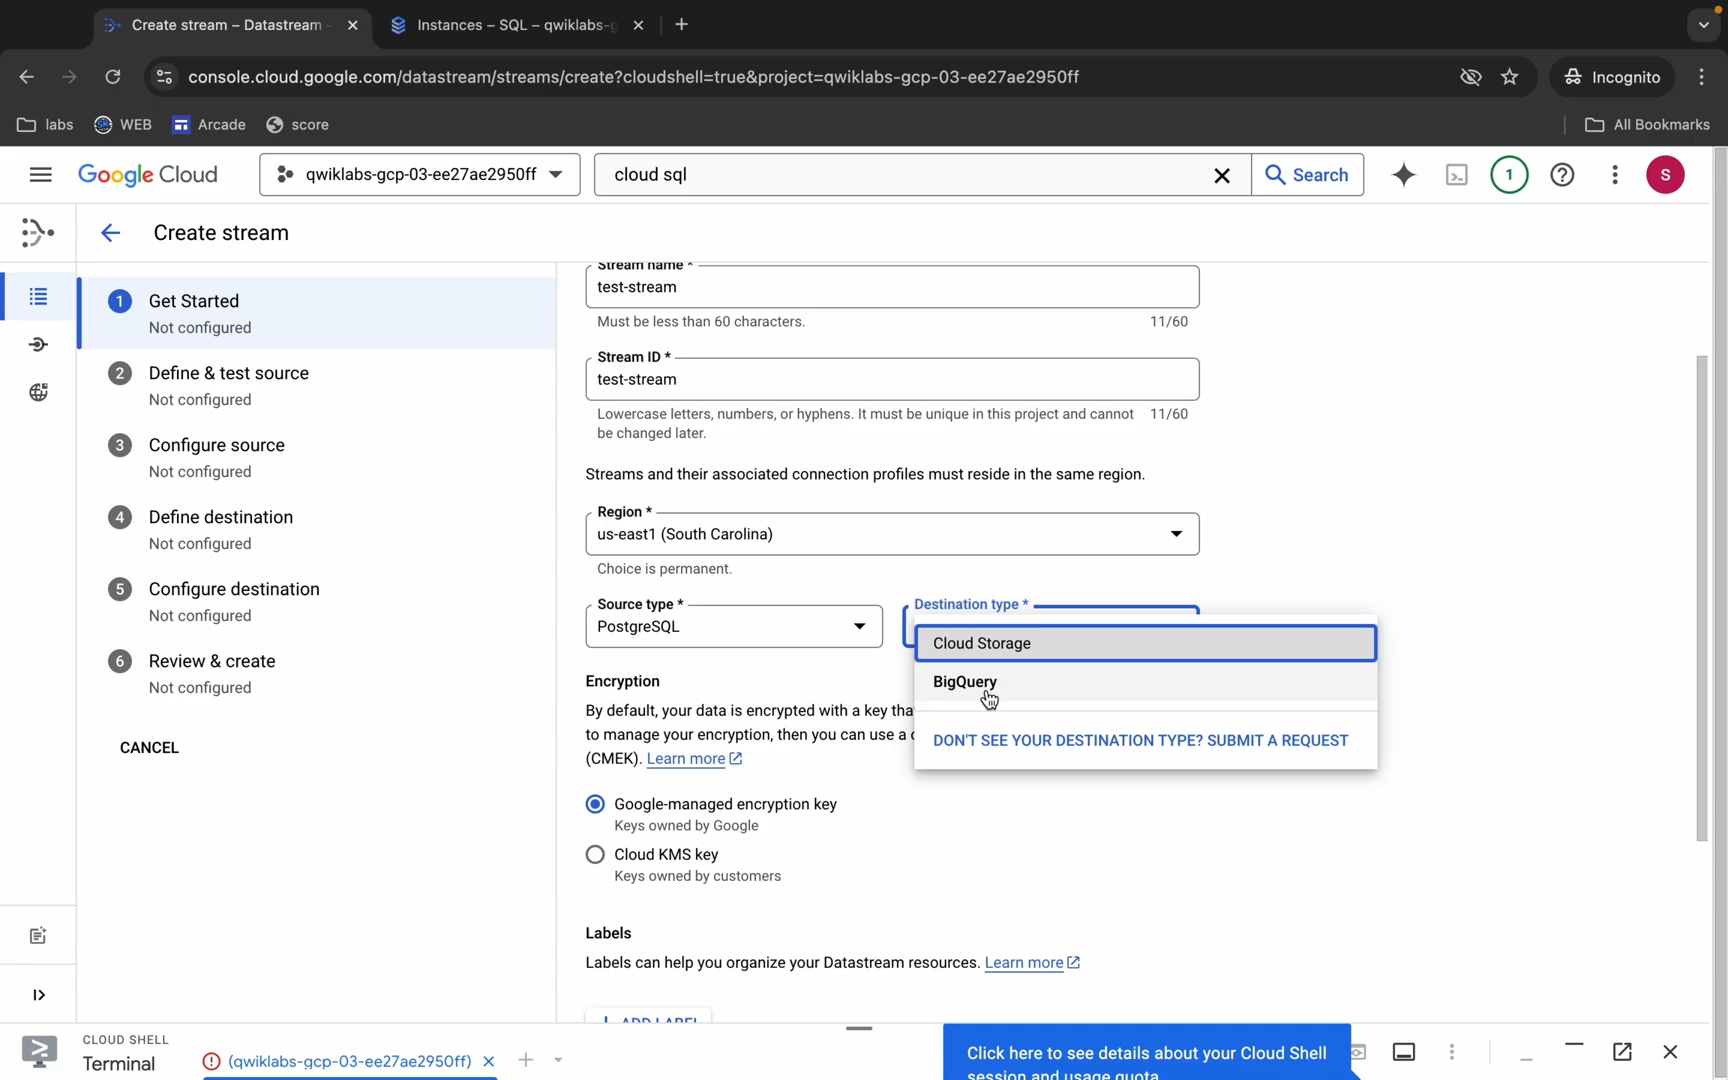 Create stream – Datastream -
Instances – SQL – qwiklabs-g
console.cloud.google.com/datastream/streams/create?cloudshell=true&project=qwiklabs-gcp-03-ee27ae2950ff
Incognito
labs
WEB
Arcade
score
All Bookmarks
Google Cloud
qwiklabs-gcp-03-ee27ae2950ff
cloud sql
Search
1
S
Create stream
1 Get Started
Not configured
2 Define & test source
Not configured
3 Configure source
Not configured
4 Define destination
Not configured
5 Configure destination
Not configured
6 Review & create
Not configured
CANCEL
Stream name *
test-stream
Must be less than 60 characters. 11/60
Stream ID *
test-stream
Lowercase letters, numbers, or hyphens. It must be unique in this project and cannot 11/60
be changed later.
Streams and their associated connection profiles must reside in the same region.
Region *
us-east1 (South Carolina)
Choice is permanent.
Source type *
PostgreSQL
Destination type *
Cloud Storage
BigQuery
DON'T SEE YOUR DESTINATION TYPE? SUBMIT A REQUEST
Encryption
By default, your data is encrypted with a key tha
to manage your encryption, then you can use a c
(CMEK). Learn more
Google-managed encryption key
Keys owned by Google
Cloud KMS key
Keys owned by customers
Labels
Labels can help you organize your Datastream resources. Learn more
+ ADD LABEL
CLOUD SHELL
Terminal
(qwiklabs-gcp-03-ee27ae2950ff)
Click here to see details about your Cloud Shell
session and usage quota